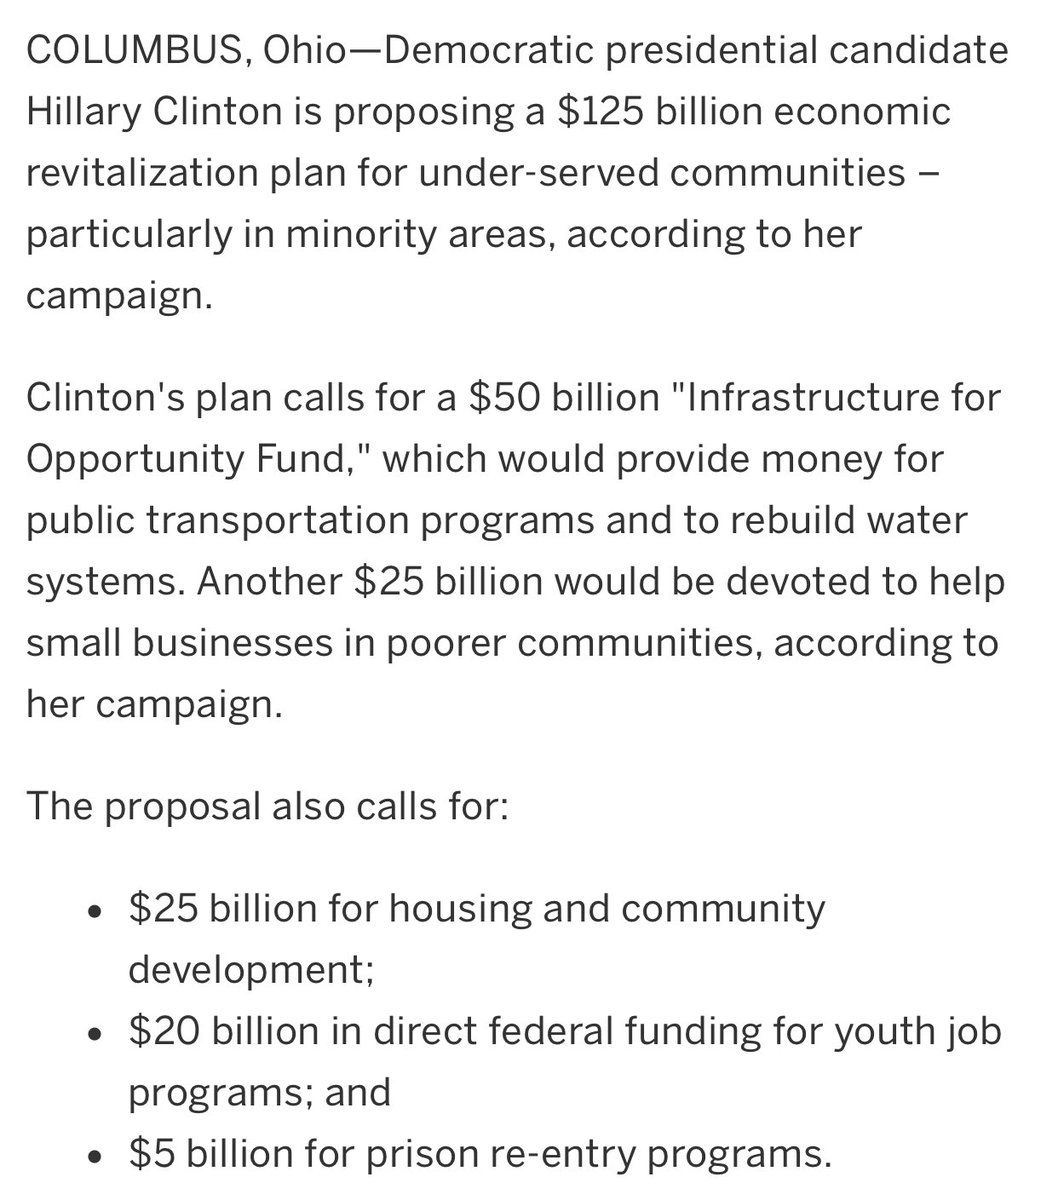 COLUMBUS, Ohio—Democratic presidential candidate
Hillary Clinton is proposing a $125 billion economic
revitalization plan for under-served communities –
particularly in minority areas, according to her
campaign.
Clinton's plan calls for a $50 billion "Infrastructure for
Opportunity Fund," which would provide money for
public transportation programs and to rebuild water
systems. Another $25 billion would be devoted to help
small businesses in poorer communities, according to
her campaign.
The proposal also calls for:
• $25 billion for housing and community
development;
• $20 billion in direct federal funding for youth job
programs; and
• $5 billion for prison re-entry programs.